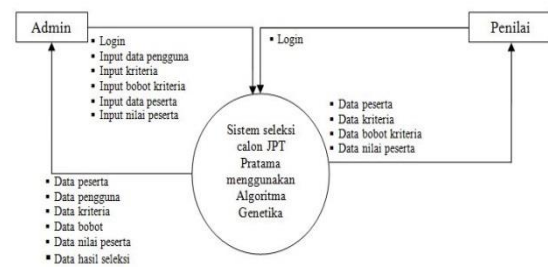 Admin
Penilai
▪ Login
▪ Input data pengguna
▪ Input kriteria
▪ Input bobot kriteria
▪ Input data peserta
▪ Input nilai peserta
▪ Login
Sistem seleksi
calon JPT
Pratama
menggunakan
Algoritma
Genetika
▪ Data peserta
▪ Data kriteria
▪ Data bobot kriteria
▪ Data nilai peserta
▪ Data peserta
▪ Data pengguna
▪ Data kriteria
▪ Data bobot
▪ Data nilai peserta
▪ Data hasil seleksi